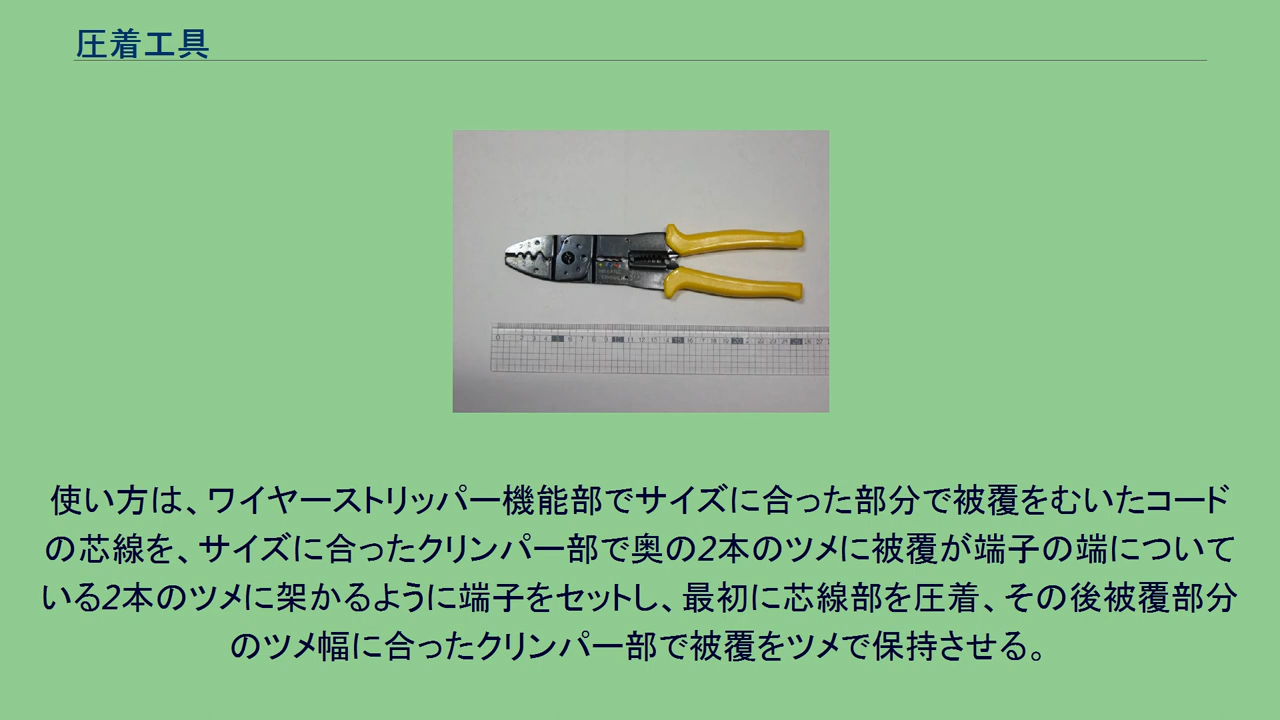 圧着工具
使い方は、ワイヤーストリッパー機能部でサイズに合った部分で被覆をむいたコード
の芯線を、サイズに合ったクリンパー部で奥の2本のツメに被覆が端子の端について
いる2本のツメに架かるように端子をセットし、最初に芯線部を圧着、その後被覆部分
のツメ幅に合ったクリンパー部で被覆をツメで保持させる。